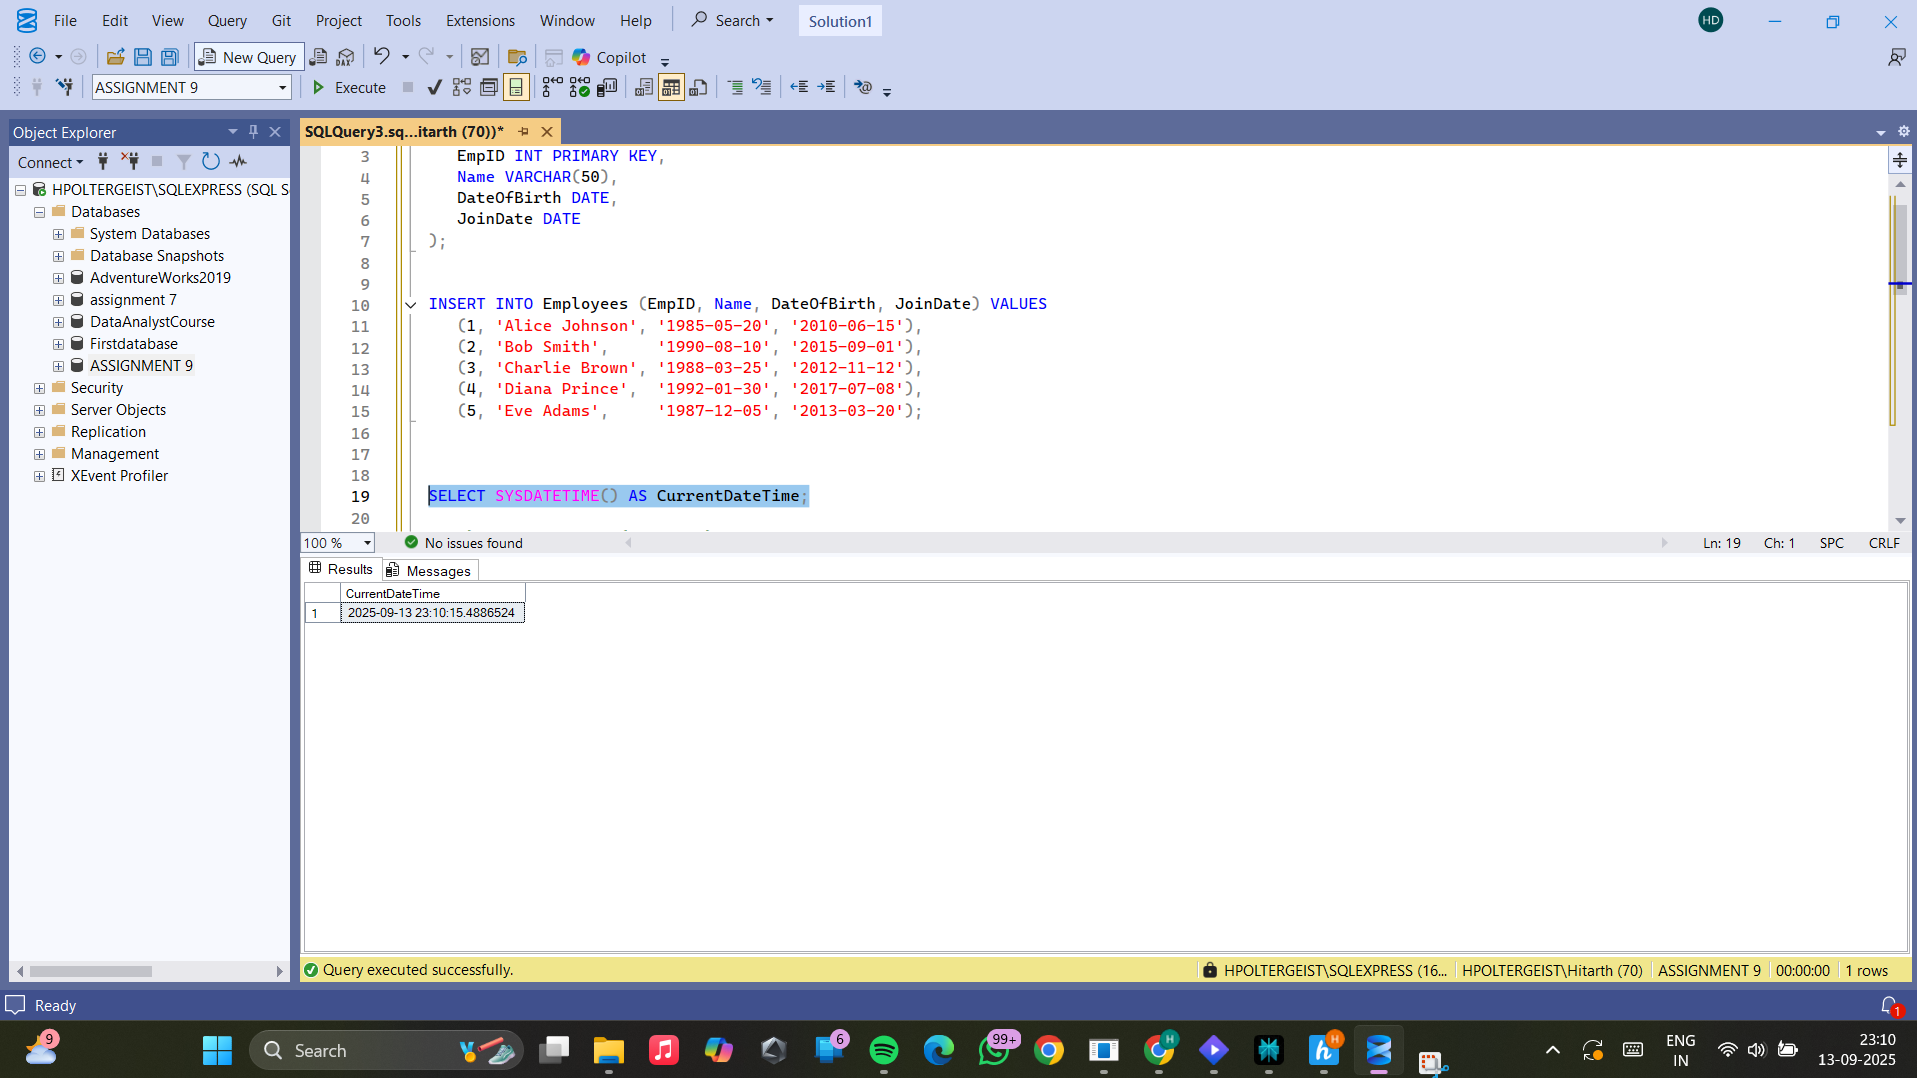 File Edit View Query Git Project Tools Extensions Window Help Search Solution1 HD
New Query DAX Copilot
ASSIGNMENT 9 Execute
Object Explorer
Connect
HPOLTERGEIST\SQLEXPRESS (SQL S
Databases
System Databases
Database Snapshots
AdventureWorks2019
assignment 7
DataAnalystCourse
Firstdatabase
ASSIGNMENT 9
Security
Server Objects
Replication
Management
XEvent Profiler
SQLQuery3.sq...itarth (70))*
3 EmpID INT PRIMARY KEY,
4 Name VARCHAR(50),
5 DateOfBirth DATE,
6 JoinDate DATE
7 );
8
9
10 INSERT INTO Employees (EmpID, Name, DateOfBirth, JoinDate) VALUES
11 (1, 'Alice Johnson', '1985-05-20', '2010-06-15'),
12 (2, 'Bob Smith', '1990-08-10', '2015-09-01'),
13 (3, 'Charlie Brown', '1988-03-25', '2012-11-12'),
14 (4, 'Diana Prince', '1992-01-30', '2017-07-08'),
15 (5, 'Eve Adams', '1987-12-05', '2013-03-20');
16
17
18
19 SELECT SYSDATETIME() AS CurrentDateTime;
20
100 % No issues found Ln: 19 Ch: 1 SPC CRLF
Results Messages
CurrentDateTime
1 2025-09-13 23:10:15.4886524
Query executed successfully. HPOLTERGEIST\SQLEXPRESS (16... HPOLTERGEIST\Hitarth (70) ASSIGNMENT 9 00:00:00 1 rows
Ready 1
9 Search 6 99+ H H ENG IN 23:10
13-09-2025